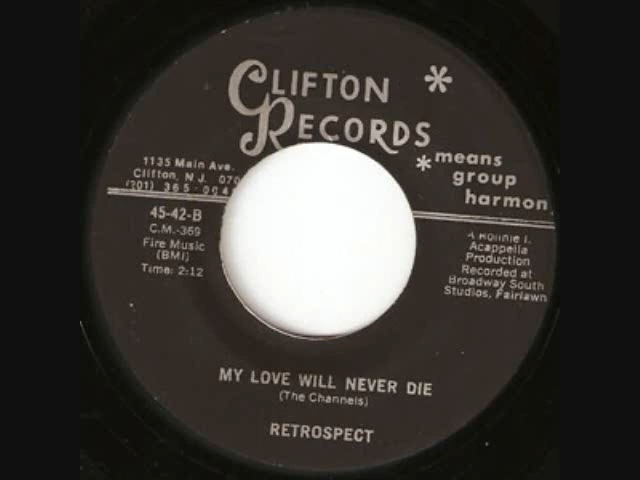 CLIFTON *
RECORDS
* means
group
harmon
1135 Main Ave.
Clifton, N. J. 070
(201) 365-004
45-42-B
C.M.-369
Fire Music
(BMI)
Time: 2:12
A Ronnie I.
Acappella
Production
Recorded at
Broadway South
Studios, Fairlawn
MY LOVE WILL NEVER DIE
(The Channels)
RETROSPECT